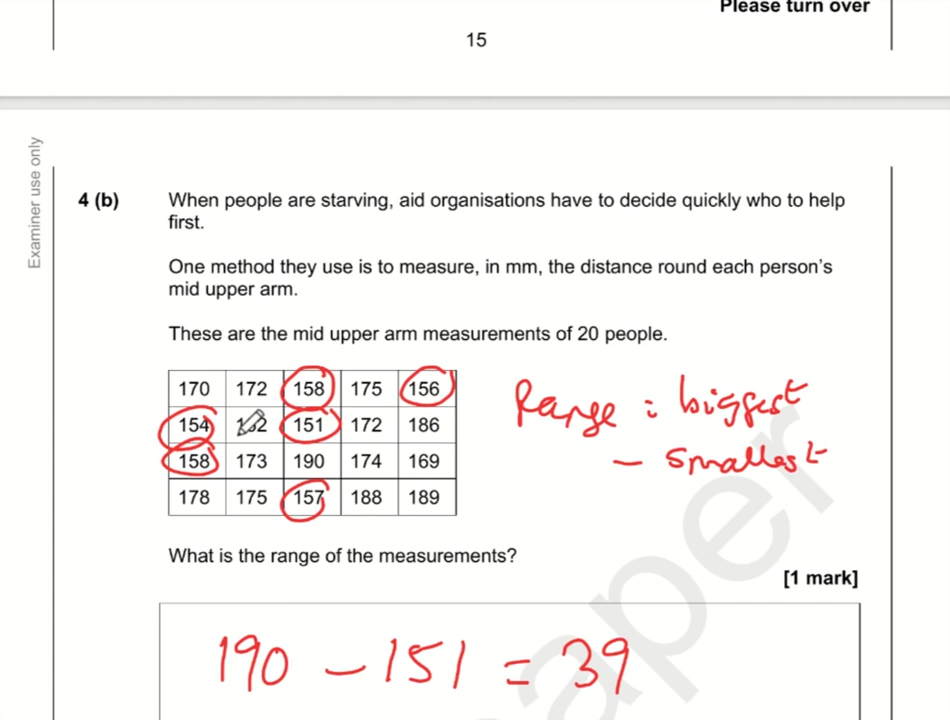 Please turn over
15
Examiner use only
4 (b)
When people are starving, aid organisations have to decide quickly who to help
first.
One method they use is to measure, in mm, the distance round each person's
mid upper arm.
These are the mid upper arm measurements of 20 people.
170 172 158 175 156
154 151 172 186
158 173 190 174 169
178 175 157 188 189
Range = biggest
- smallest
What is the range of the measurements?
[1 mark]
190 - 151 = 39